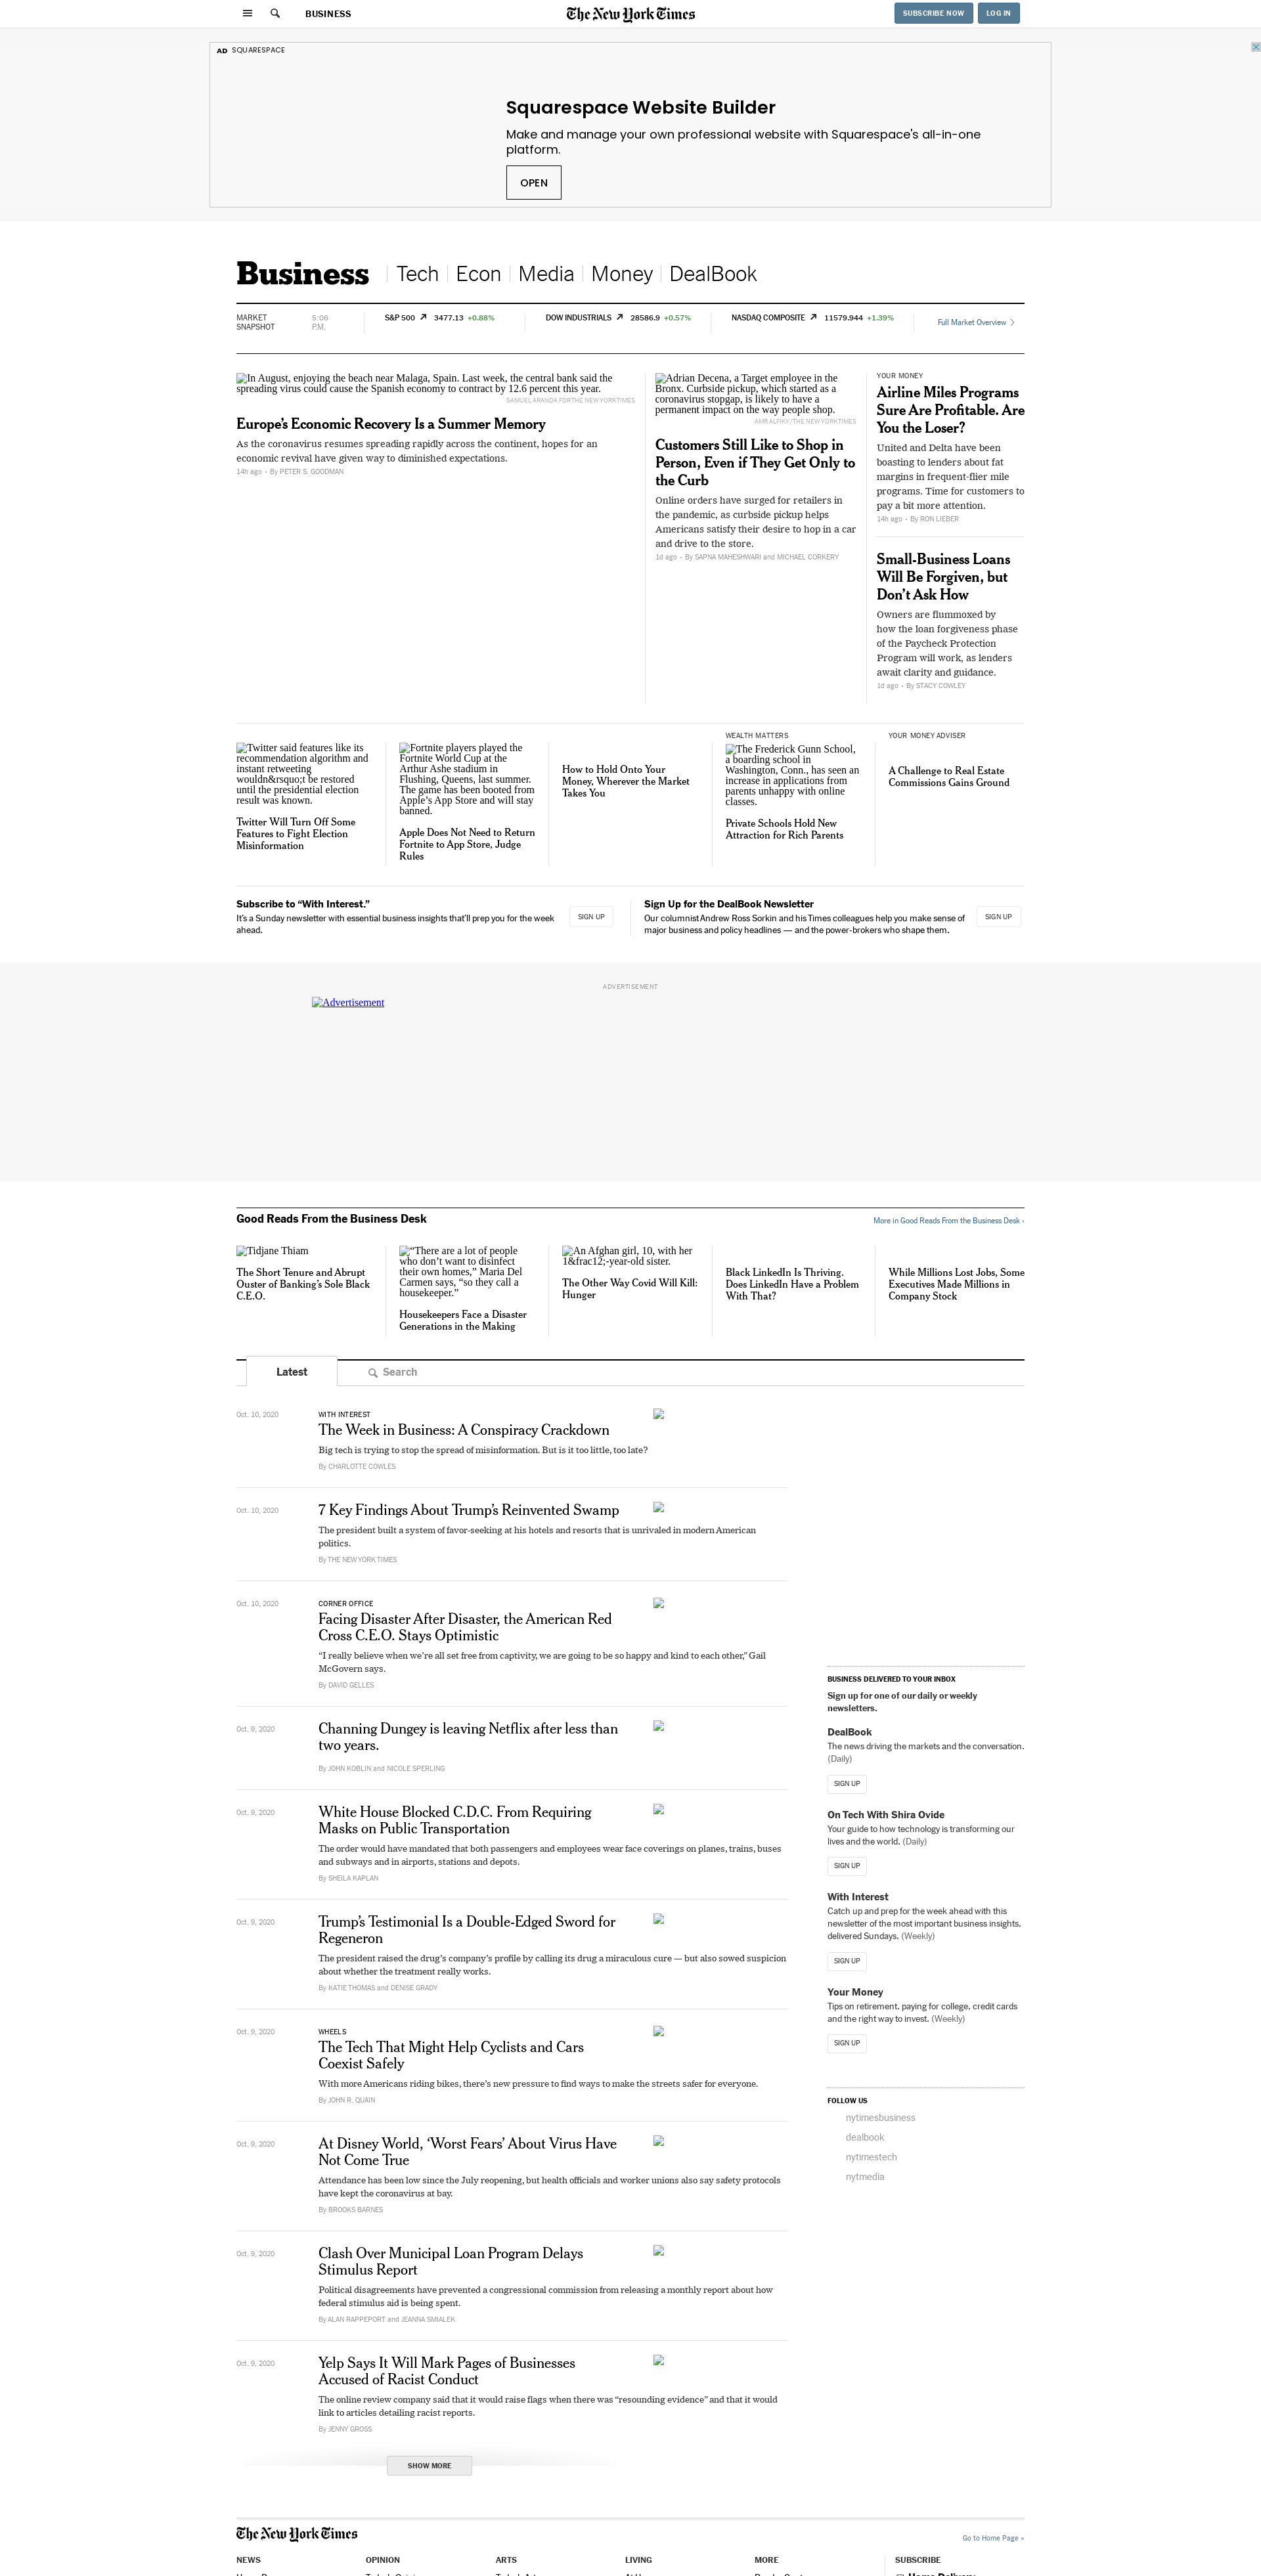 BUSINESS
The New York Times
SUBSCRIBE NOW
LOG IN
AD SQUARESPACE
Squarespace Website Builder
Make and manage your own professional website with Squarespace's all-in-one
platform.
OPEN
Business
Tech
Econ
Media
Money
DealBook
MARKET
SNAPSHOT
5:06
P.M.
S&P 500 3477.13 +0.88%
DOW INDUSTRIALS 28586.9 +0.57%
NASDAQ COMPOSITE 11579.944 +1.39%
Full Market Overview
In August, enjoying the beach near Malaga, Spain. Last week, the central bank said the
spreading virus could cause the Spanish economy to contract by 12.6 percent this year.
SAMUEL ARANDA FOR THE NEW YORK TIMES
Europe's Economic Recovery Is a Summer Memory
As the coronavirus resumes spreading rapidly across the continent, hopes for an
economic revival have given way to diminished expectations.
14h ago - By PETER S. GOODMAN
Adrian Decena, a Target employee in the
Bronx. Curbside pickup, which started as a
coronavirus stopgap, is likely to have a
permanent impact on the way people shop.
AMR ALFIKY/THE NEW YORK TIMES
Customers Still Like to Shop in
Person, Even if They Get Only to
the Curb
Online orders have surged for retailers in
the pandemic, as curbside pickup helps
Americans satisfy their desire to hop in a car
and drive to the store.
1d ago - By SAPNA MAHESHWARI and MICHAEL CORKERY
YOUR MONEY
Airline Miles Programs
Sure Are Profitable. Are
You the Loser?
United and Delta have been
boasting to lenders about fat
margins in frequent-flier mile
programs. Time for customers to
pay a bit more attention.
14h ago - By RON LIEBER
Small-Business Loans
Will Be Forgiven, but
Don't Ask How
Owners are flummoxed by
how the loan forgiveness phase
of the Paycheck Protection
Program will work, as lenders
await clarity and guidance.
1d ago - By STACY COWLEY
Twitter said features like its
recommendation algorithm and
instant retweeting
wouldn&rsquo;t be restored
until the presidential election
result was known.
Twitter Will Turn Off Some
Features to Fight Election
Misinformation
Fortnite players played the
Fortnite World Cup at the
Arthur Ashe stadium in
Flushing, Queens, last summer.
The game has been booted from
Apple's App Store and will stay
banned.
Apple Does Not Need to Return
Fortnite to App Store, Judge
Rules
How to Hold Onto Your
Money, Wherever the Market
Takes You
WEALTH MATTERS
The Frederick Gunn School,
a boarding school in
Washington, Conn., has seen an
increase in applications from
parents unhappy with online
classes.
Private Schools Hold New
Attraction for Rich Parents
YOUR MONEY ADVISER
A Challenge to Real Estate
Commissions Gains Ground
Subscribe to “With Interest.”
It's a Sunday newsletter with essential business insights that'll prep you for the week
ahead.
SIGN UP
Sign Up for the DealBook Newsletter
Our columnist Andrew Ross Sorkin and his Times colleagues help you make sense of
major business and policy headlines — and the power-brokers who shape them.
SIGN UP
ADVERTISEMENT
Advertisement
Good Reads From the Business Desk
More in Good Reads From the Business Desk ›
Tidjane Thiam
The Short Tenure and Abrupt
Ouster of Banking's Sole Black
C.E.O.
“There are a lot of people
who don't want to disinfect
their own homes,” Maria Del
Carmen says, “so they call a
housekeeper.”
Housekeepers Face a Disaster
Generations in the Making
An Afghan girl, 10, with her
1&frac12;-year-old sister.
The Other Way Covid Will Kill:
Hunger
Black LinkedIn Is Thriving.
Does LinkedIn Have a Problem
With That?
While Millions Lost Jobs, Some
Executives Made Millions in
Company Stock
Latest
Search
Oct. 10, 2020
WITH INTEREST
The Week in Business: A Conspiracy Crackdown
Big tech is trying to stop the spread of misinformation. But is it too little, too late?
By CHARLOTTE COWLES
Oct. 10, 2020
7 Key Findings About Trump's Reinvented Swamp
The president built a system of favor-seeking at his hotels and resorts that is unrivaled in modern American
politics.
By THE NEW YORK TIMES
Oct. 10, 2020
CORNER OFFICE
Facing Disaster After Disaster, the American Red
Cross C.E.O. Stays Optimistic
“I really believe when we're all set free from captivity, we are going to be so happy and kind to each other,” Gail
McGovern says.
By DAVID GELLES
Oct. 9, 2020
Channing Dungey is leaving Netflix after less than
two years.
By JOHN KOBLIN and NICOLE SPERLING
Oct. 9, 2020
White House Blocked C.D.C. From Requiring
Masks on Public Transportation
The order would have mandated that both passengers and employees wear face coverings on planes, trains, buses
and subways and in airports, stations and depots.
By SHEILA KAPLAN
Oct. 9, 2020
Trump's Testimonial Is a Double-Edged Sword for
Regeneron
The president raised the drug's company's profile by calling its drug a miraculous cure — but also sowed suspicion
about whether the treatment really works.
By KATIE THOMAS and DENISE GRADY
Oct. 9, 2020
WHEELS
The Tech That Might Help Cyclists and Cars
Coexist Safely
With more Americans riding bikes, there's new pressure to find ways to make the streets safer for everyone.
By JOHN R. QUAIN
Oct. 9, 2020
At Disney World, ‘Worst Fears’ About Virus Have
Not Come True
Attendance has been low since the July reopening, but health officials and worker unions also say safety protocols
have kept the coronavirus at bay.
By BROOKS BARNES
Oct. 9, 2020
Clash Over Municipal Loan Program Delays
Stimulus Report
Political disagreements have prevented a congressional commission from releasing a monthly report about how
federal stimulus aid is being spent.
By ALAN RAPPEPORT and JEANNA SMIALEK
Oct. 9, 2020
Yelp Says It Will Mark Pages of Businesses
Accused of Racist Conduct
The online review company said that it would raise flags when there was “resounding evidence” and that it would
link to articles detailing racist reports.
By JENNY GROSS
SHOW MORE
BUSINESS DELIVERED TO YOUR INBOX
Sign up for one of our daily or weekly
newsletters.
DealBook
The news driving the markets and the conversation.
(Daily)
SIGN UP
On Tech With Shira Ovide
Your guide to how technology is transforming our
lives and the world. (Daily)
SIGN UP
With Interest
Catch up and prep for the week ahead with this
newsletter of the most important business insights,
delivered Sundays. (Weekly)
SIGN UP
Your Money
Tips on retirement, paying for college, credit cards
and the right way to invest. (Weekly)
SIGN UP
FOLLOW US
nytimesbusiness
dealbook
nytimestech
nytmedia
The New York Times
Go to Home Page »
NEWS
OPINION
ARTS
LIVING
MORE
SUBSCRIBE